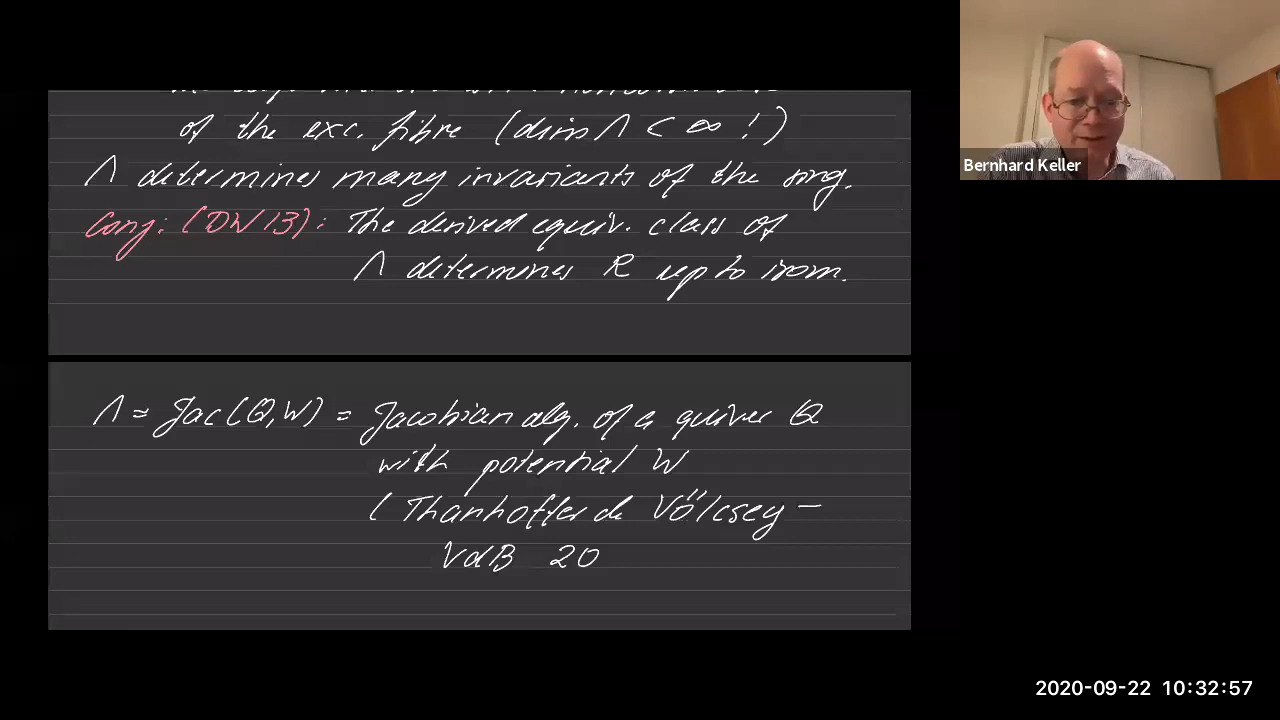 of the exc. fibre (dim Λ < ∞ !)
Λ determines many invariants of the sing.
Conj: (DW 13): The derived equiv. class of
Λ determines R up to isom.
Λ = Jac(Q,W) = Jacobian alg. of a quiver Q
with potential W
(Thanhoffer de Völcsey -
VdB 20
Bernhard Keller
2020-09-22 10:32:57